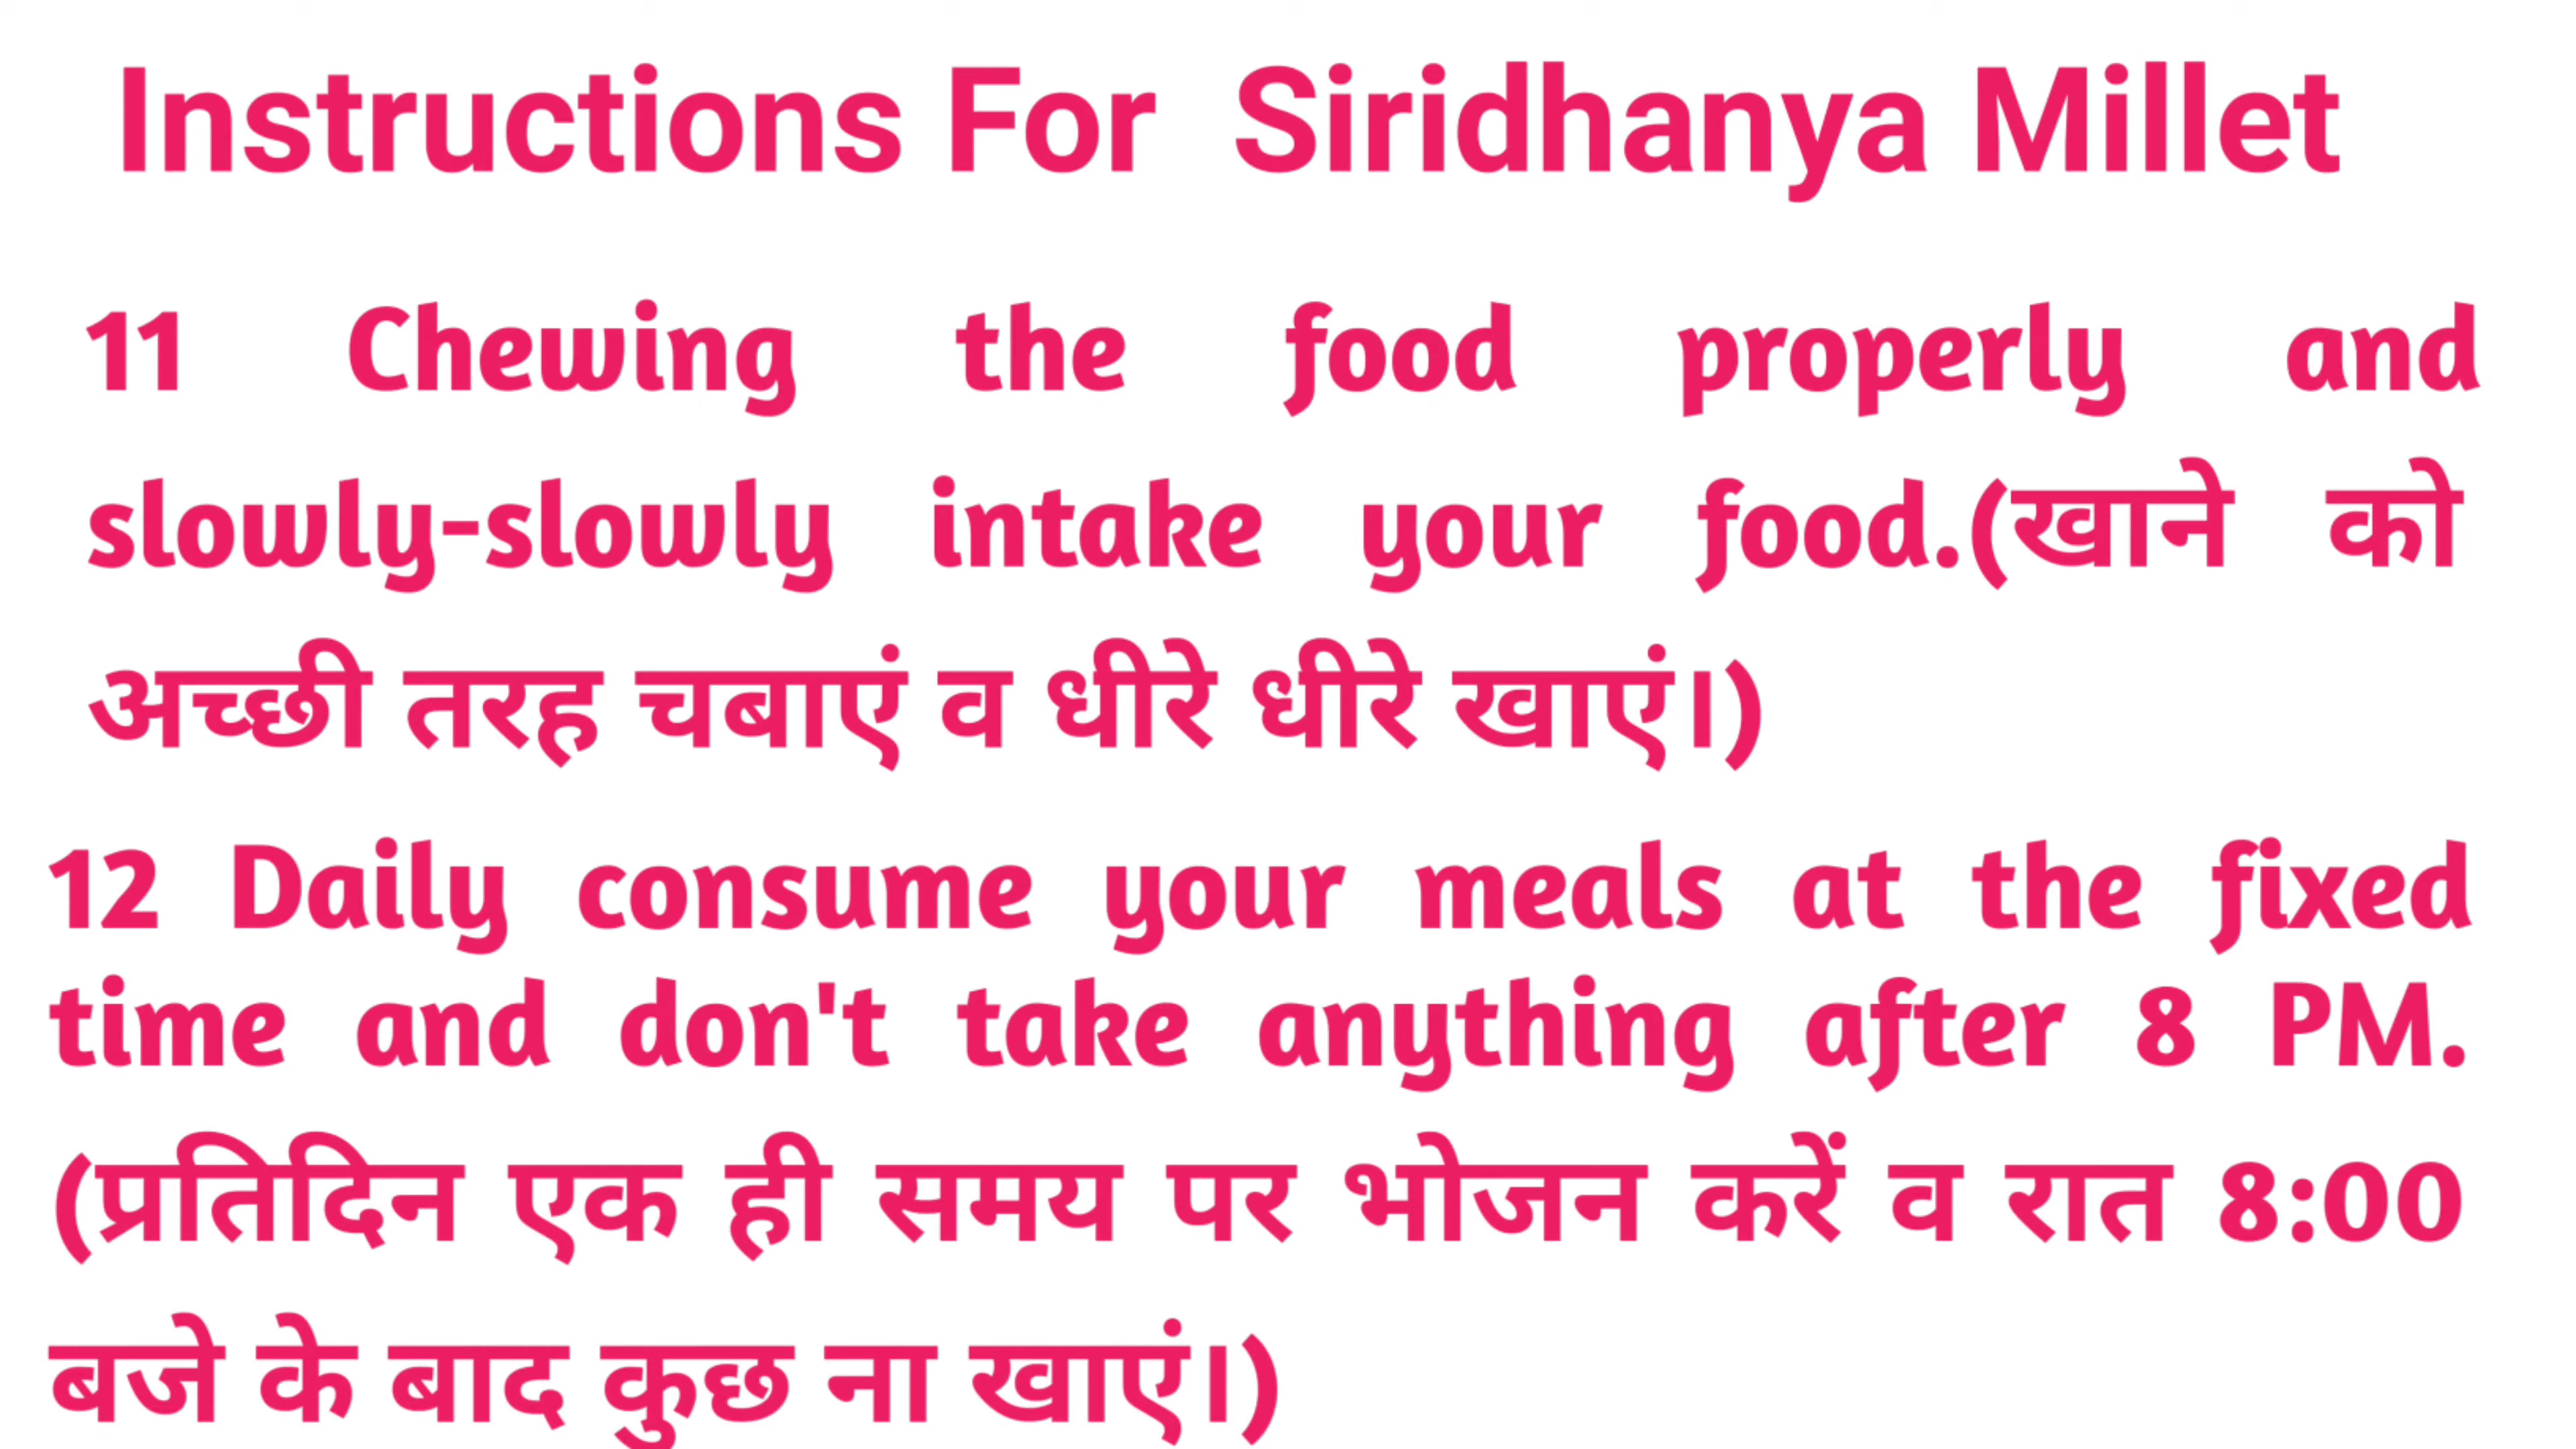 Instructions For Siridhanya Millet
11 Chewing the food properly and
slowly-slowly intake your food.(खाने को
अच्छी तरह चबाएं व धीरे धीरे खाएं।)
12 Daily consume your meals at the fixed
time and don't take anything after 8 PM.
(प्रतिदिन एक ही समय पर भोजन करें व रात 8:00
बजे के बाद कुछ ना खाएं।)